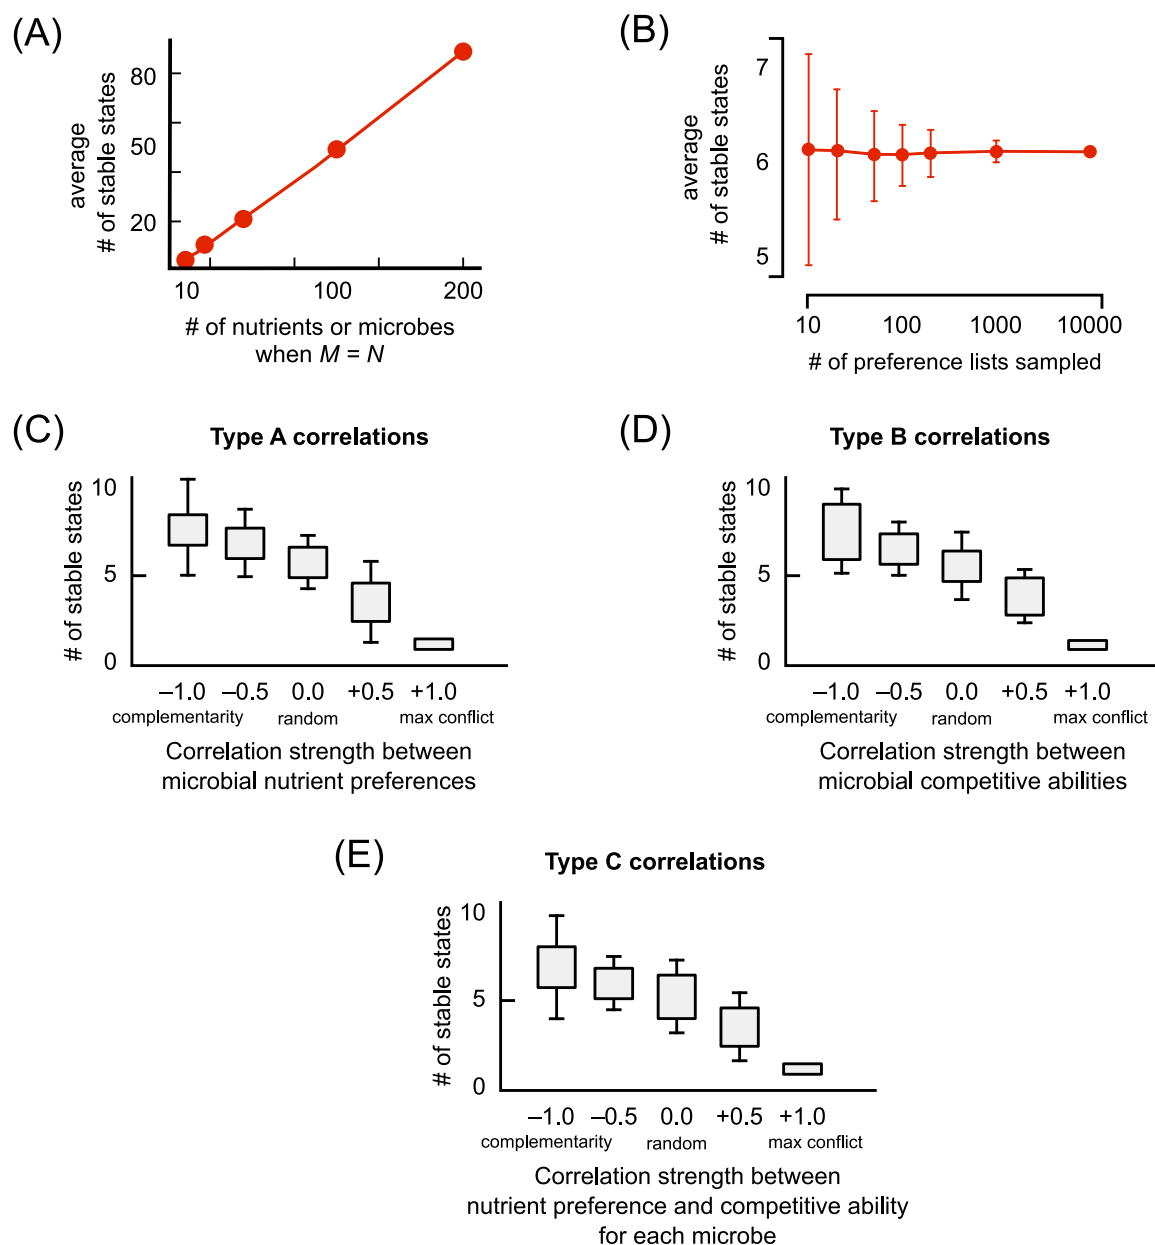 (A)
80
50
20
average
# of stable states
10 100 200
# of nutrients or microbes
when M = N
(B)
7
6
5
average
# of stable states
10 100 1000 10000
# of preference lists sampled
(C)
Type A correlations
10
5
0
# of stable states
–1.0 –0.5 0.0 +0.5 +1.0
complementarity random max conflict
Correlation strength between
microbial nutrient preferences
(D)
Type B correlations
10
5
0
# of stable states
–1.0 –0.5 0.0 +0.5 +1.0
complementarity random max conflict
Correlation strength between
microbial competitive abilities
(E)
Type C correlations
10
5
0
# of stable states
–1.0 –0.5 0.0 +0.5 +1.0
complementarity random max conflict
Correlation strength between
nutrient preference and competitive ability
for each microbe